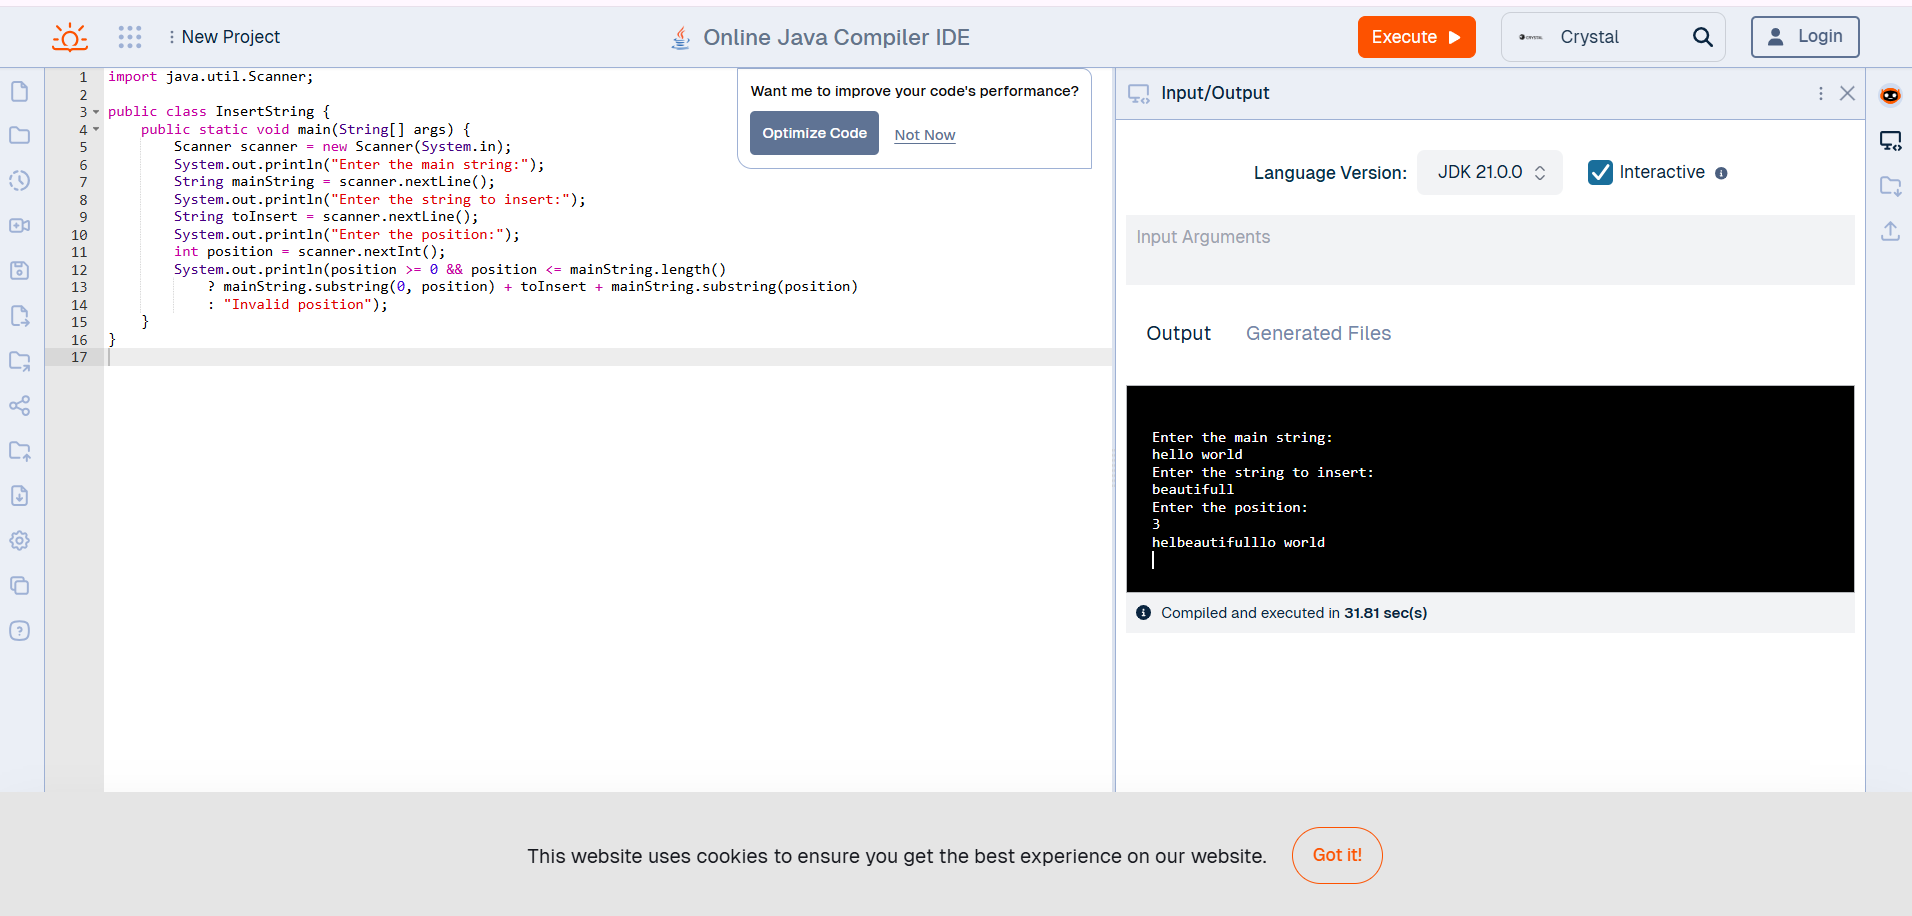 New Project
Online Java Compiler IDE
Execute
CRYSTAL
Crystal
Login
1 import java.util.Scanner;
2
3 public class InsertString {
4     public static void main(String[] args) {
5         Scanner scanner = new Scanner(System.in);
6         System.out.println("Enter the main string:");
7         String mainString = scanner.nextLine();
8         System.out.println("Enter the string to insert:");
9         String toInsert = scanner.nextLine();
10         System.out.println("Enter the position:");
11         int position = scanner.nextInt();
12         System.out.println(position >= 0 && position <= mainString.length()
13             ? mainString.substring(0, position) + toInsert + mainString.substring(position)
14             : "Invalid position");
15     }
16 }
17
Want me to improve your code's performance?
Optimize Code
Not Now
Input/Output
Language Version:
JDK 21.0.0
Interactive
Input Arguments
Output
Generated Files
Enter the main string:
hello world
Enter the string to insert:
beautifull
Enter the position:
3
helbeautifulllo world
Compiled and executed in 31.81 sec(s)
This website uses cookies to ensure you get the best experience on our website.
Got it!